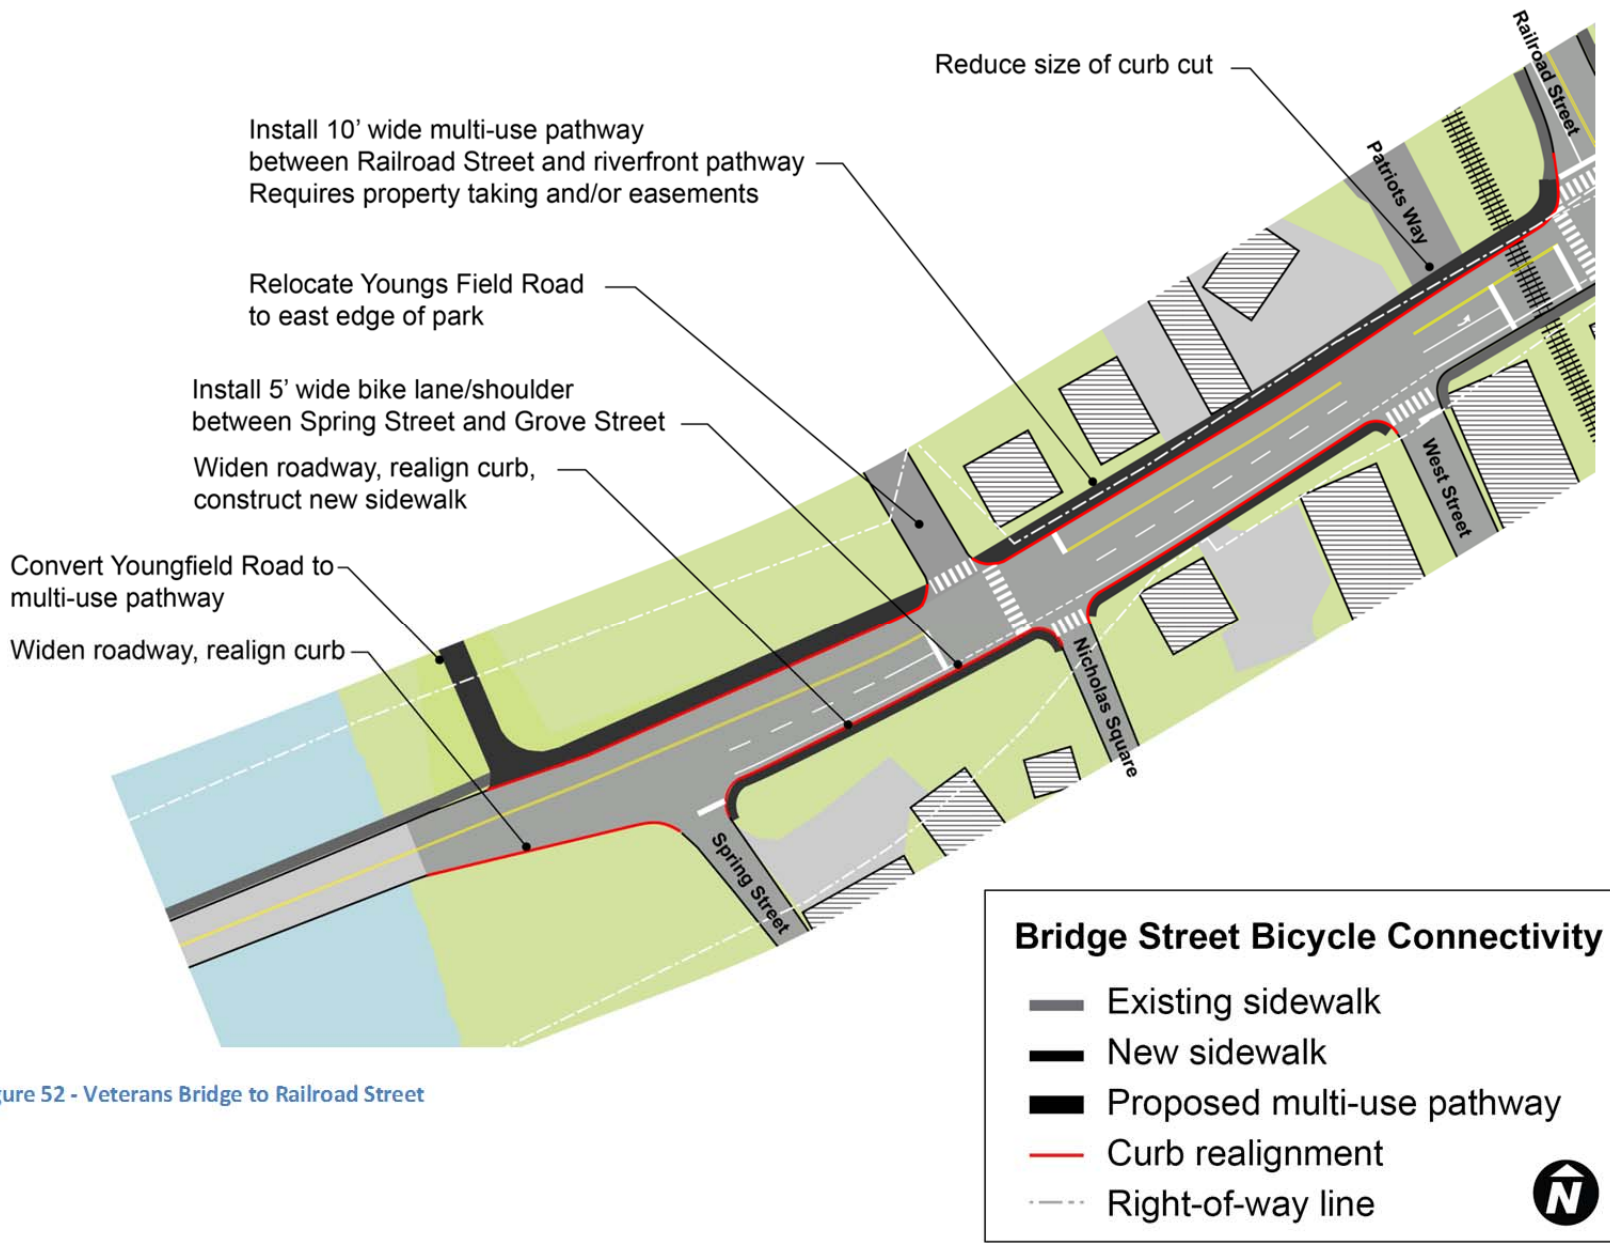 Reduce size of curb cut
Railroad Street
Install 10' wide multi-use pathway
between Railroad Street and riverfront pathway
Requires property taking and/or easements
Patriots Way
Relocate Youngs Field Road
to east edge of park
Install 5' wide bike lane/shoulder
between Spring Street and Grove Street
Widen roadway, realign curb,
construct new sidewalk
West Street
Convert Youngfield Road to
multi-use pathway
Widen roadway, realign curb
Nicholas Square
Spring Street
Bridge Street Bicycle Connectivity
Existing sidewalk
New sidewalk
Proposed multi-use pathway
Curb realignment
Right-of-way line
N
gure 52 - Veterans Bridge to Railroad Street